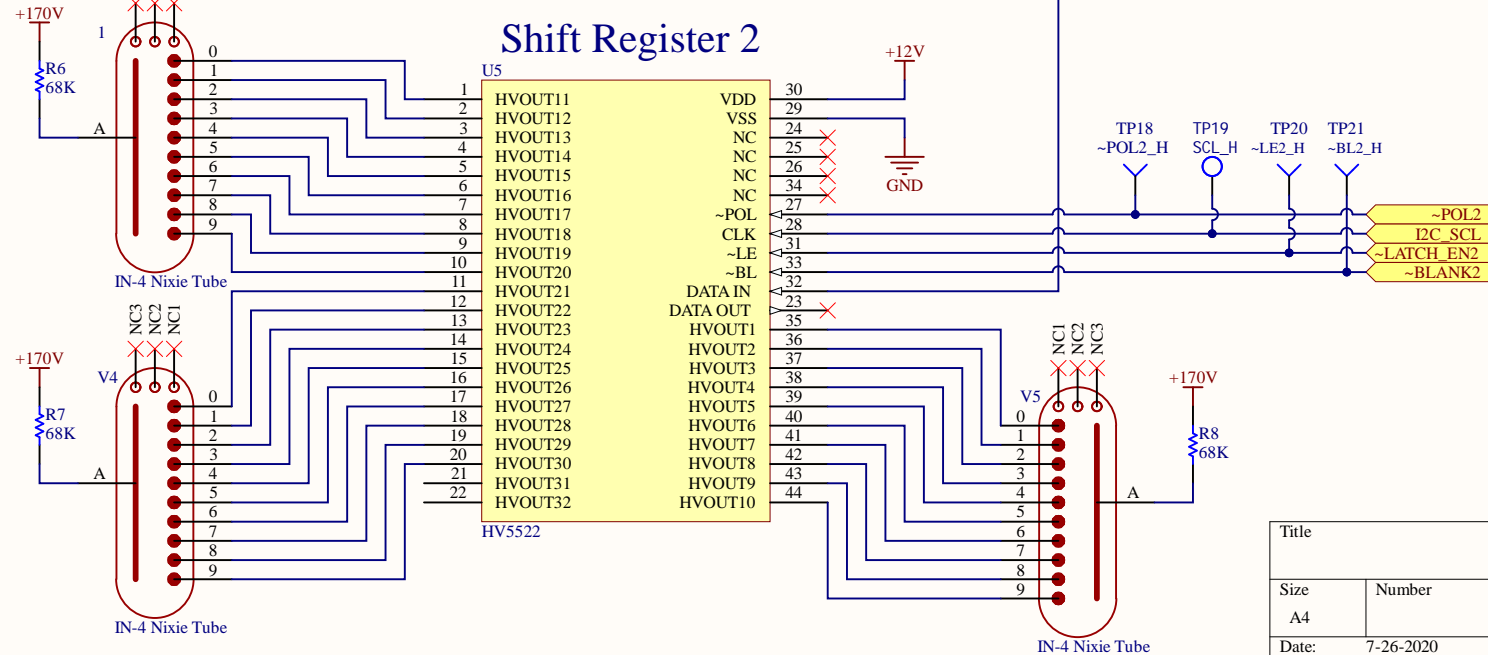 +170V
1
R6
68K
A
0
1
2
3
4
5
6
7
8
9
IN-4 Nixie Tube
NC3
NC2
NC1
+170V
V4
R7
68K
A
0
1
2
3
4
5
6
7
8
9
IN-4 Nixie Tube
Shift Register 2
U5
1 HVOUT11
2 HVOUT12
3 HVOUT13
4 HVOUT14
5 HVOUT15
6 HVOUT16
7 HVOUT17
8 HVOUT18
9 HVOUT19
10 HVOUT20
11 HVOUT21
12 HVOUT22
13 HVOUT23
14 HVOUT24
15 HVOUT25
16 HVOUT26
17 HVOUT27
18 HVOUT28
19 HVOUT29
20 HVOUT30
21 HVOUT31
22 HVOUT32
VDD 30
VSS 29
NC 24
NC 25
NC 26
NC 34
~POL 27
CLK 28
~LE 31
~BL 33
DATA IN 32
DATA OUT 23
HVOUT1 35
HVOUT2 36
HVOUT3 37
HVOUT4 38
HVOUT5 39
HVOUT6 40
HVOUT7 41
HVOUT8 42
HVOUT9 43
HVOUT10 44
HV5522
+12V
GND
TP18
~POL2_H
TP19
SCL_H
TP20
~LE2_H
TP21
~BL2_H
~POL2
I2C_SCL
~LATCH_EN2
~BLANK2
NC1
NC2
NC3
V5
0
1
2
3
4
5
6
7
8
9
A
+170V
R8
68K
IN-4 Nixie Tube
Title
Size Number
A4
Date: 7-26-2020